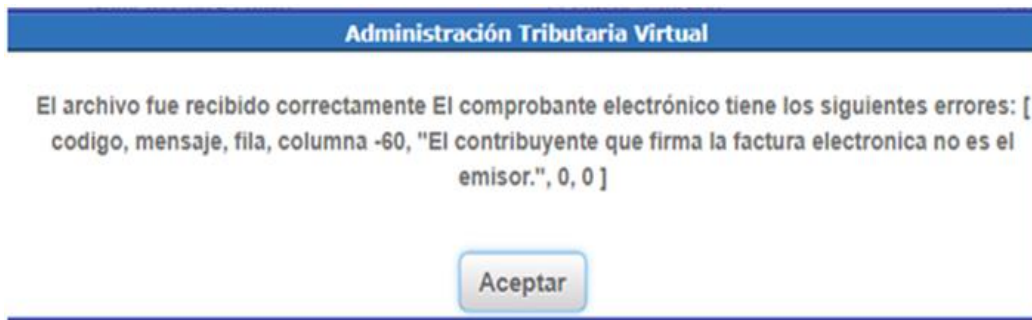 Administración Tributaria Virtual
El archivo fue recibido correctamente El comprobante electrónico tiene los siguientes errores: [
codigo, mensaje, fila, columna -60, "El contribuyente que firma la factura electronica no es el
emisor.", 0, 0 ]
Aceptar